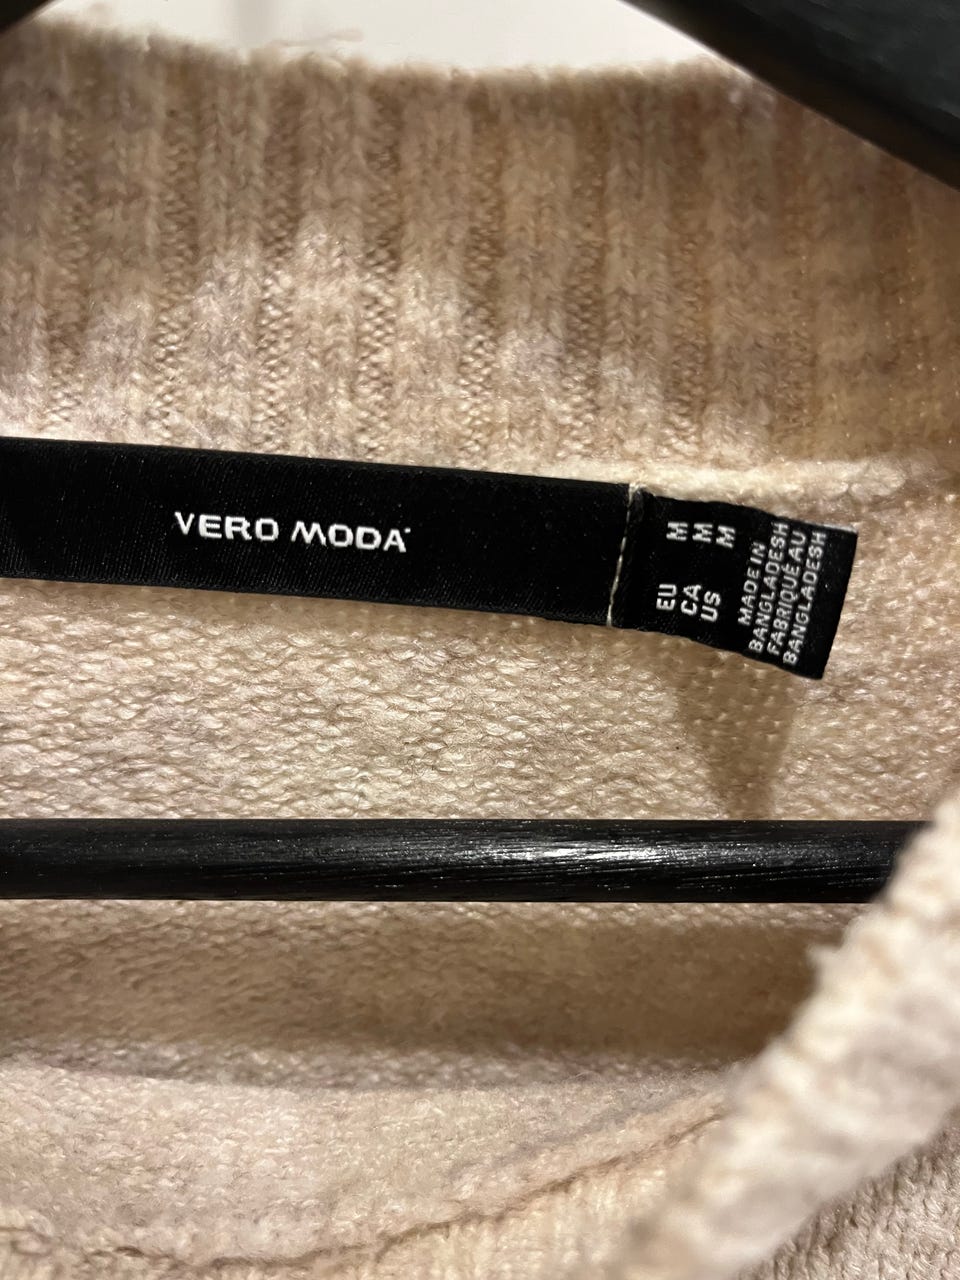 VERO MODA
EU M
CA M
US M
MADE IN
BANGLADESH
FABRIQUÉ AU
BANGLADESH